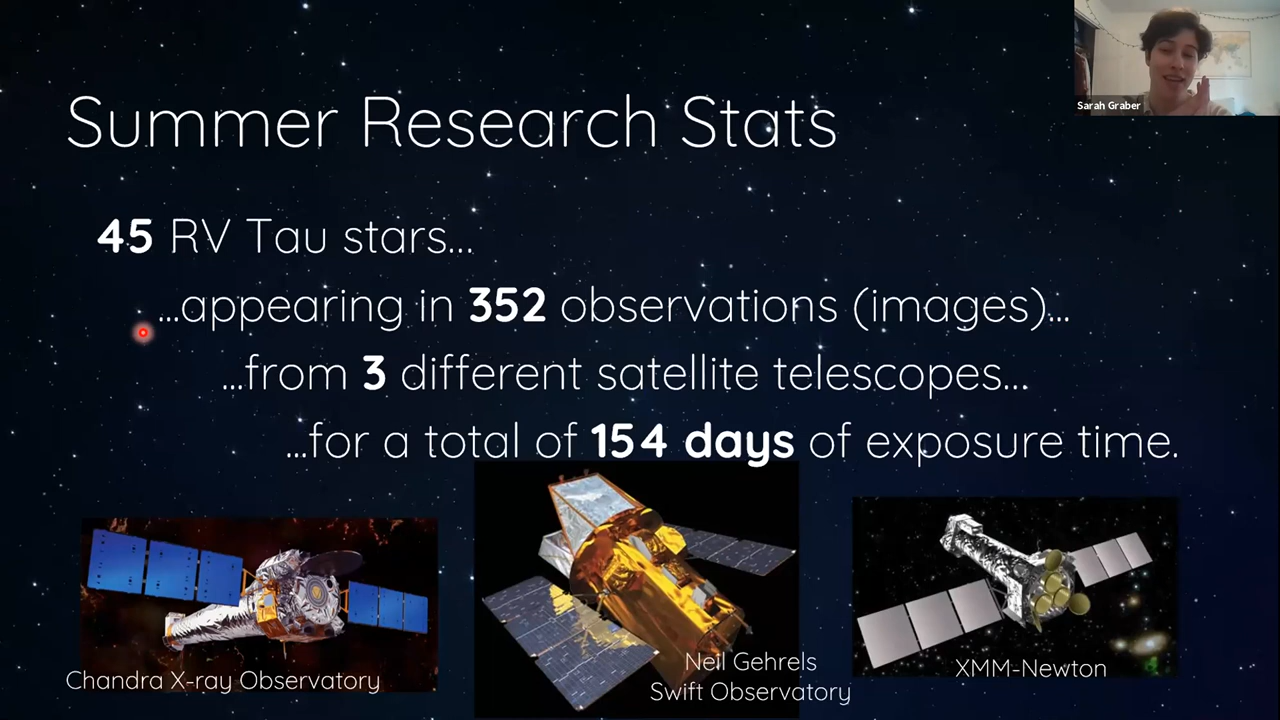 Sarah Graber
Summer Research Stats
45 RV Tau stars...
...appearing in 352 observations (images)...
...from 3 different satellite telescopes...
...for a total of 154 days of exposure time.
Chandra X-ray Observatory
Neil Gehrels
Swift Observatory
XMM-Newton